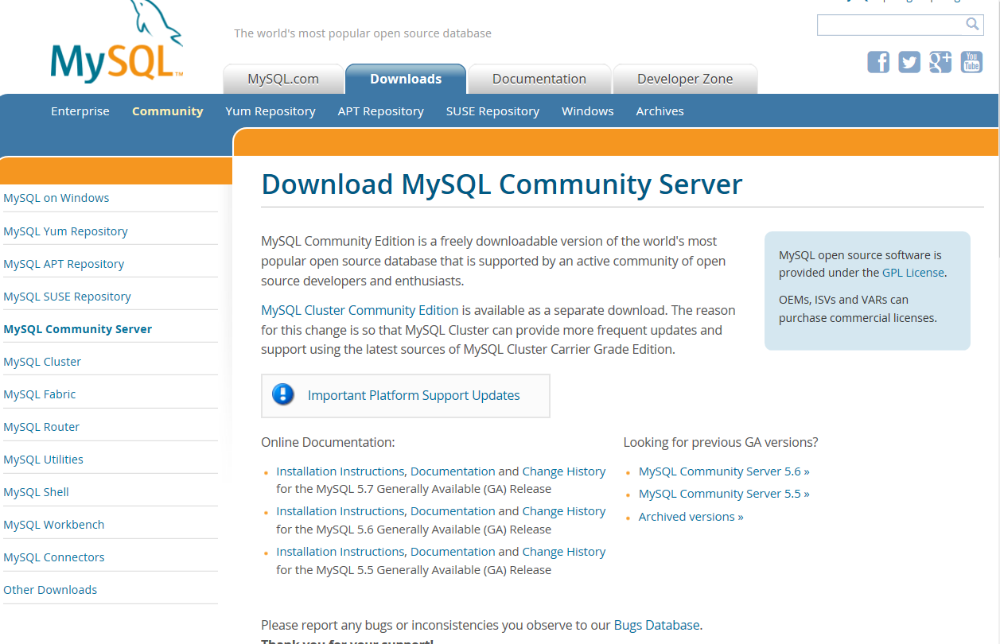 MySQL™
The world's most popular open source database
You
Tube
MySQL.com
Downloads
Documentation
Developer Zone
Enterprise
Community
Yum Repository
APT Repository
SUSE Repository
Windows
Archives
MySQL on Windows
MySQL Yum Repository
MySQL APT Repository
MySQL SUSE Repository
MySQL Community Server
MySQL Cluster
MySQL Fabric
MySQL Router
MySQL Utilities
MySQL Shell
MySQL Workbench
MySQL Connectors
Other Downloads
Download MySQL Community Server
MySQL Community Edition is a freely downloadable version of the world's most
popular open source database that is supported by an active community of open
source developers and enthusiasts.
MySQL Cluster Community Edition is available as a separate download. The reason
for this change is so that MySQL Cluster can provide more frequent updates and
support using the latest sources of MySQL Cluster Carrier Grade Edition.
MySQL open source software is
provided under the GPL License.
OEMs, ISVs and VARs can
purchase commercial licenses.
Important Platform Support Updates
Online Documentation:
Installation Instructions, Documentation and Change History
for the MySQL 5.7 Generally Available (GA) Release
Installation Instructions, Documentation and Change History
for the MySQL 5.6 Generally Available (GA) Release
Installation Instructions, Documentation and Change History
for the MySQL 5.5 Generally Available (GA) Release
Looking for previous GA versions?
MySQL Community Server 5.6 »
MySQL Community Server 5.5 »
Archived versions »
Please report any bugs or inconsistencies you observe to our Bugs Database.
Thank you for your support!